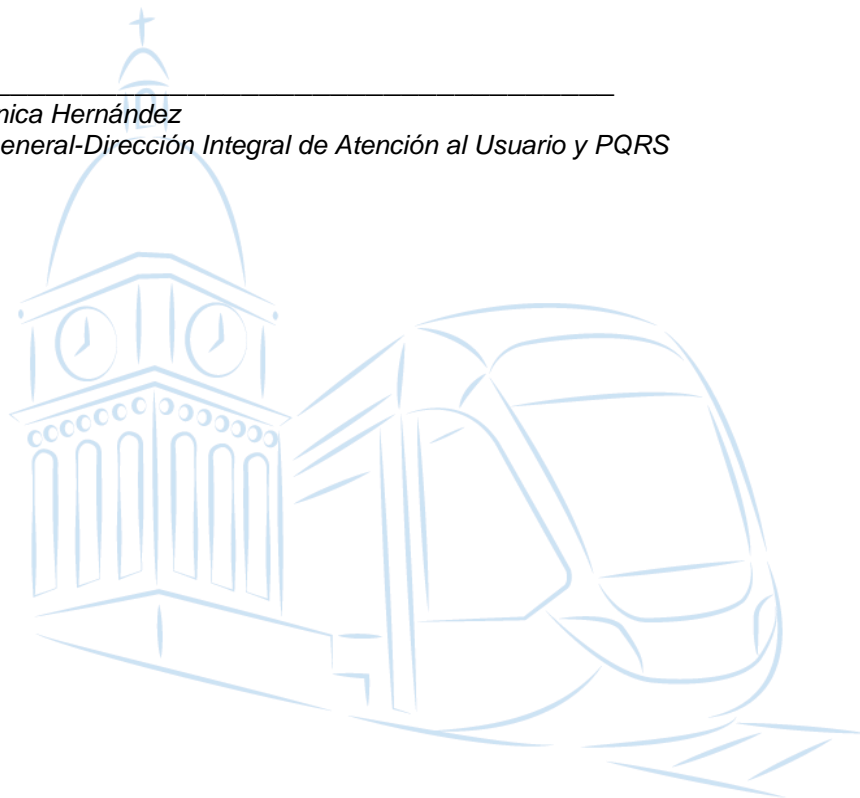 nica Hernández
eneral-Dirección Integral de Atención al Usuario y PQRS